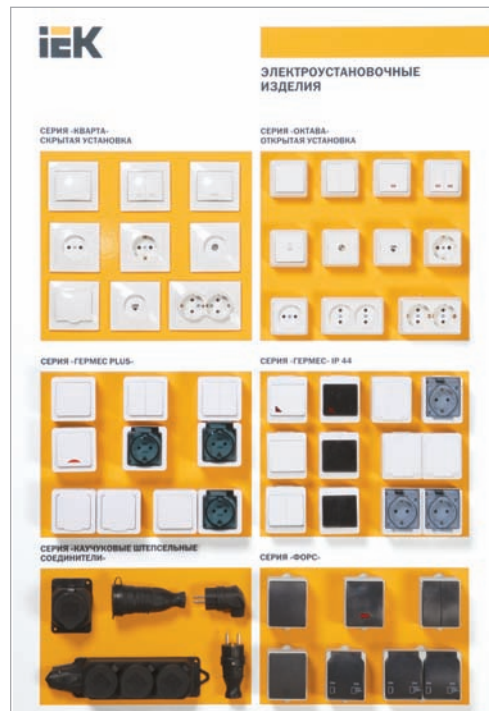 iEK
ЭЛЕКТРОУСТАНОВОЧНЫЕ
ИЗДЕЛИЯ
СЕРИЯ «КВАРТА»
СКРЫТАЯ УСТАНОВКА
СЕРИЯ «ОКТАВА»
ОТКРЫТАЯ УСТАНОВКА
СЕРИЯ «ГЕРМЕС PLUS»
СЕРИЯ «ГЕРМЕС» IP 44
СЕРИЯ «КАУЧУКОВЫЕ ШТЕПСЕЛЬНЫЕ
СОЕДИНИТЕЛИ»
СЕРИЯ «ФОРС»